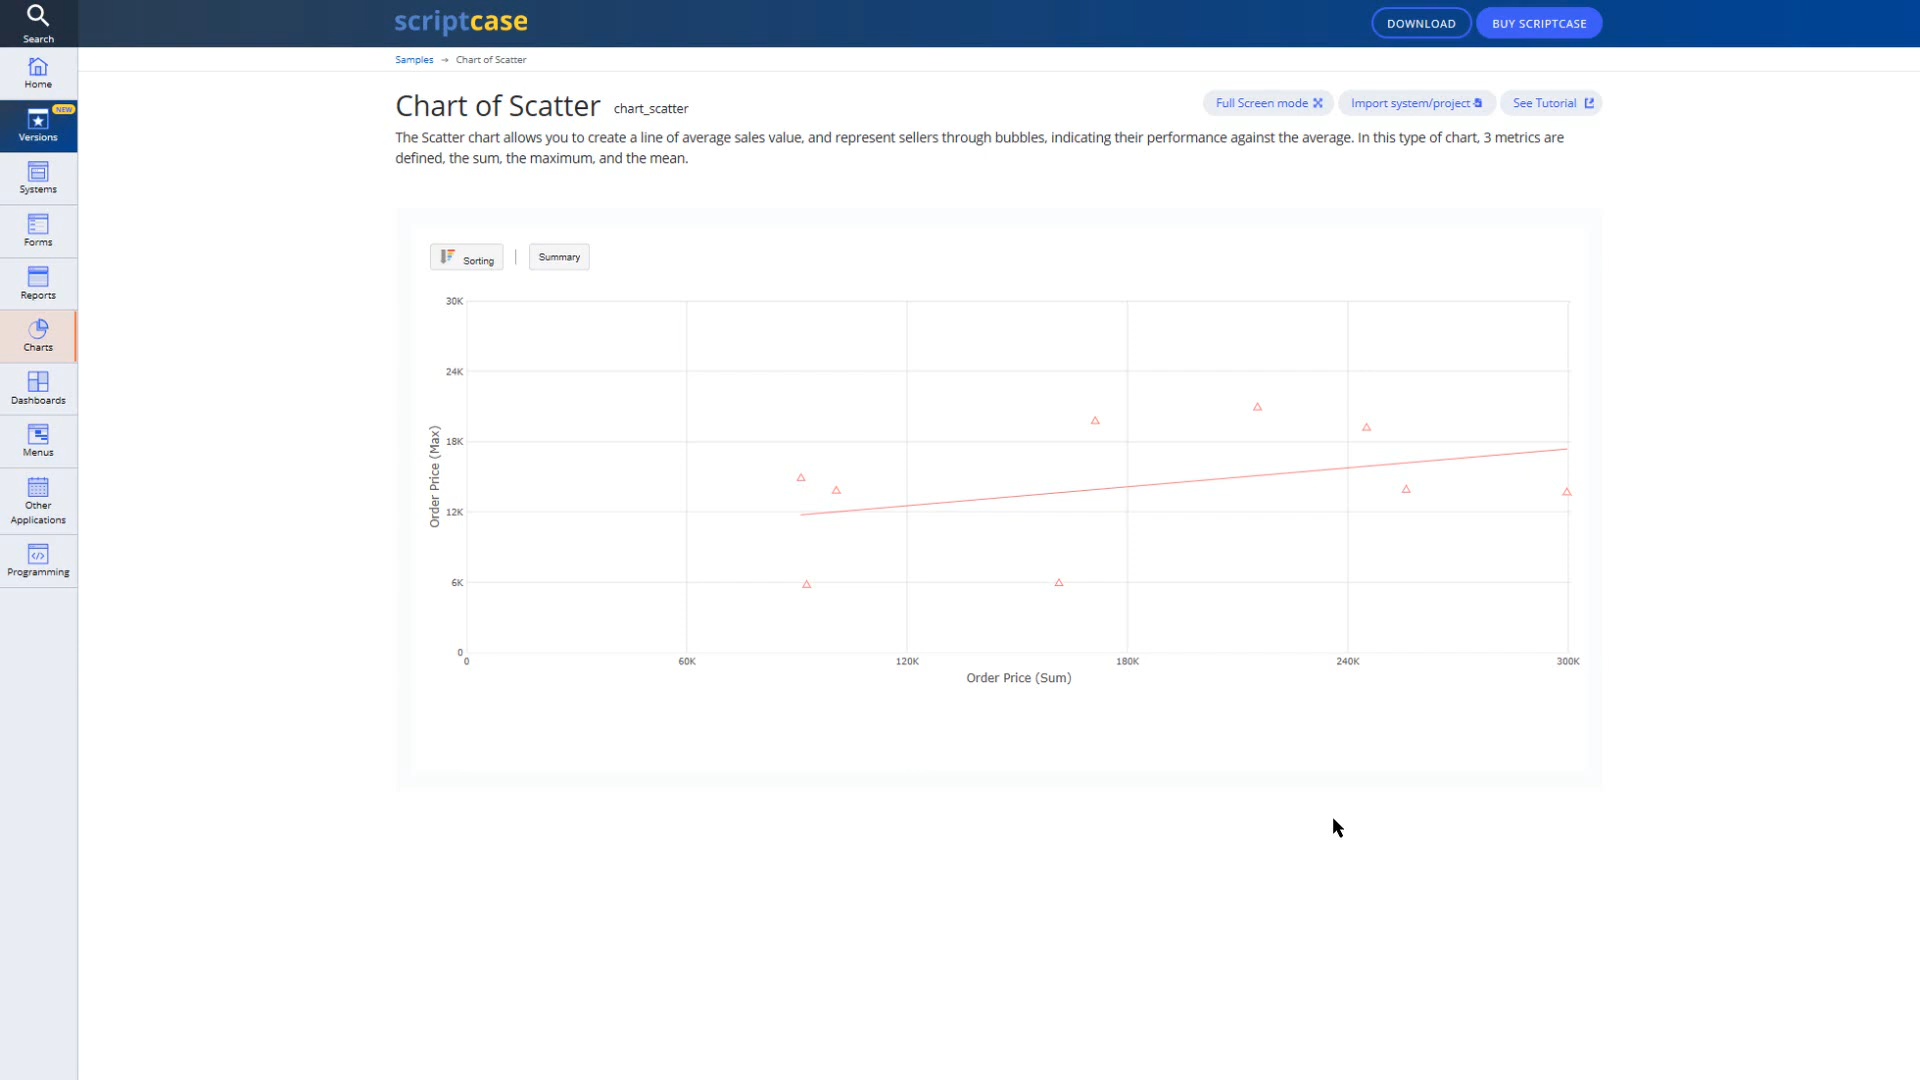 Search
scriptcase
DOWNLOAD
BUY SCRIPTCASE
Samples → Chart of Scatter
Home
NEW
Versions
Systems
Forms
Reports
Charts
Dashboards
Menus
Other
Applications
Programming
Chart of Scatter chart_scatter
Full Screen mode
Import system/project
See Tutorial
The Scatter chart allows you to create a line of average sales value, and represent sellers through bubbles, indicating their performance against the average. In this type of chart, 3 metrics are
defined, the sum, the maximum, and the mean.
Sorting | Summary
Order Price (Max)
30K
24K
18K
12K
6K
0
0 60K 120K 180K 240K 300K
Order Price (Sum)